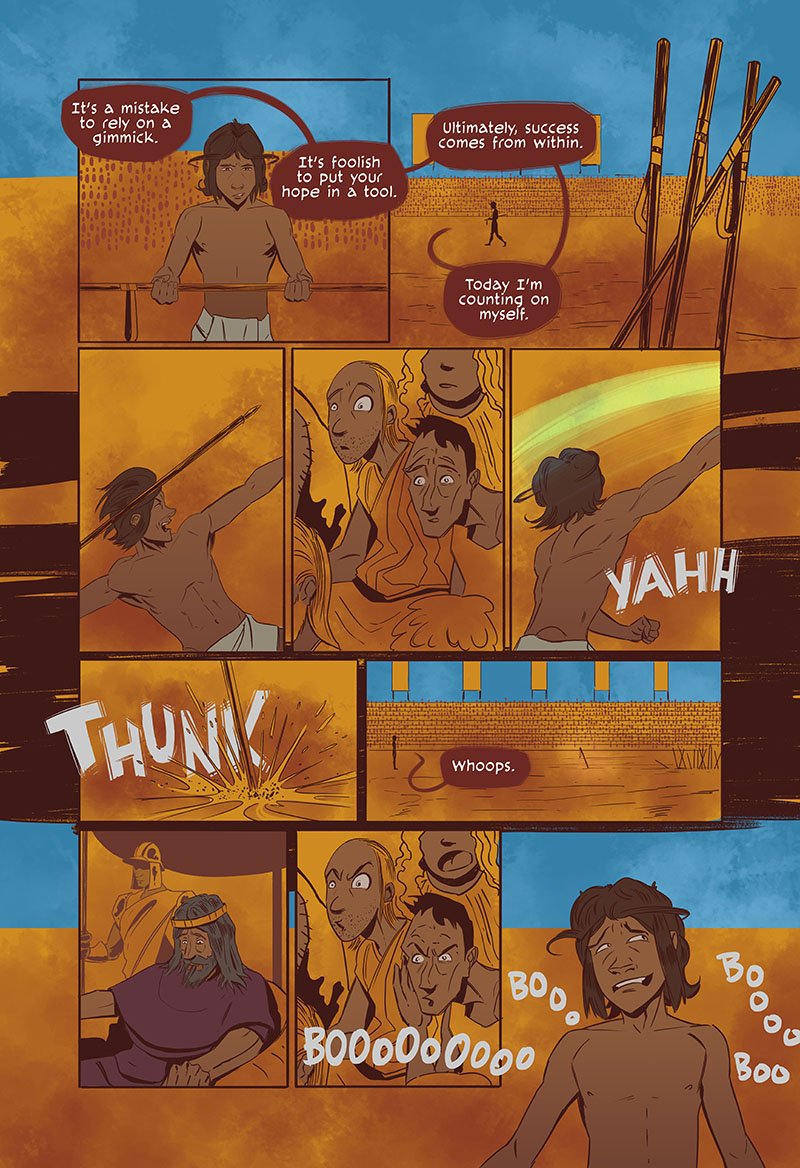 It's a mistake
to rely on a
gimmick.
It's foolish
to put your
hope in a tool.
Ultimately, success
comes from within.
Today I'm
counting on
myself.
YAHH
THUNK
Whoops.
BOOOOOOOOO
BOOO
BOOOO
BOO